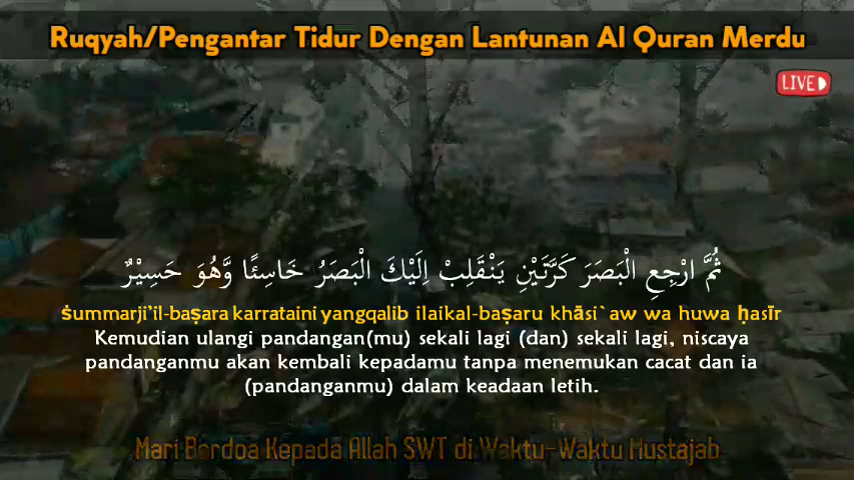 Ruqyah/Pengantar Tidur Dengan Lantunan Al Quran Merdu
LIVE
ثُمَّ ارْجِعِ الْبَصَرَ كَرَّتَيْنِ يَنْقَلِبْ اِلَيْكَ الْبَصَرُ خَاسِئًا وَّهُوَ حَسِيْرٌ
ṡummarji'il-baṣara karrataini yangqalib ilaikal-baṣaru khāsi`aw wa huwa ḥasīr
Kemudian ulangi pandangan(mu) sekali lagi (dan) sekali lagi, niscaya
pandanganmu akan kembali kepadamu tanpa menemukan cacat dan ia
(pandanganmu) dalam keadaan letih.
Mari Berdoa Kepada Allah SWT di Waktu-Waktu Mustajab